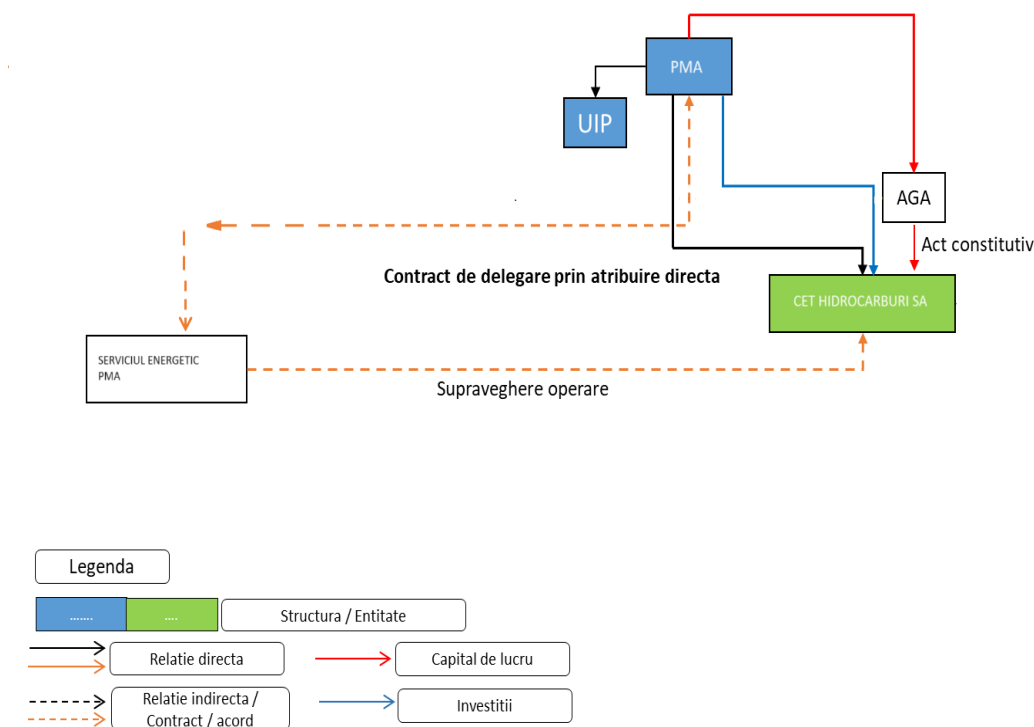 PMA
UIP
AGA
Act constitutiv
Contract de delegare prin atribuire directa
CET HIDROCARBURI SA
SERVICIUL ENERGETIC
PMA
Supraveghere operare
Legenda
.......
....
Structura / Entitate
Relatie directa
Capital de lucru
Relatie indirecta /
Contract / acord
Investitii